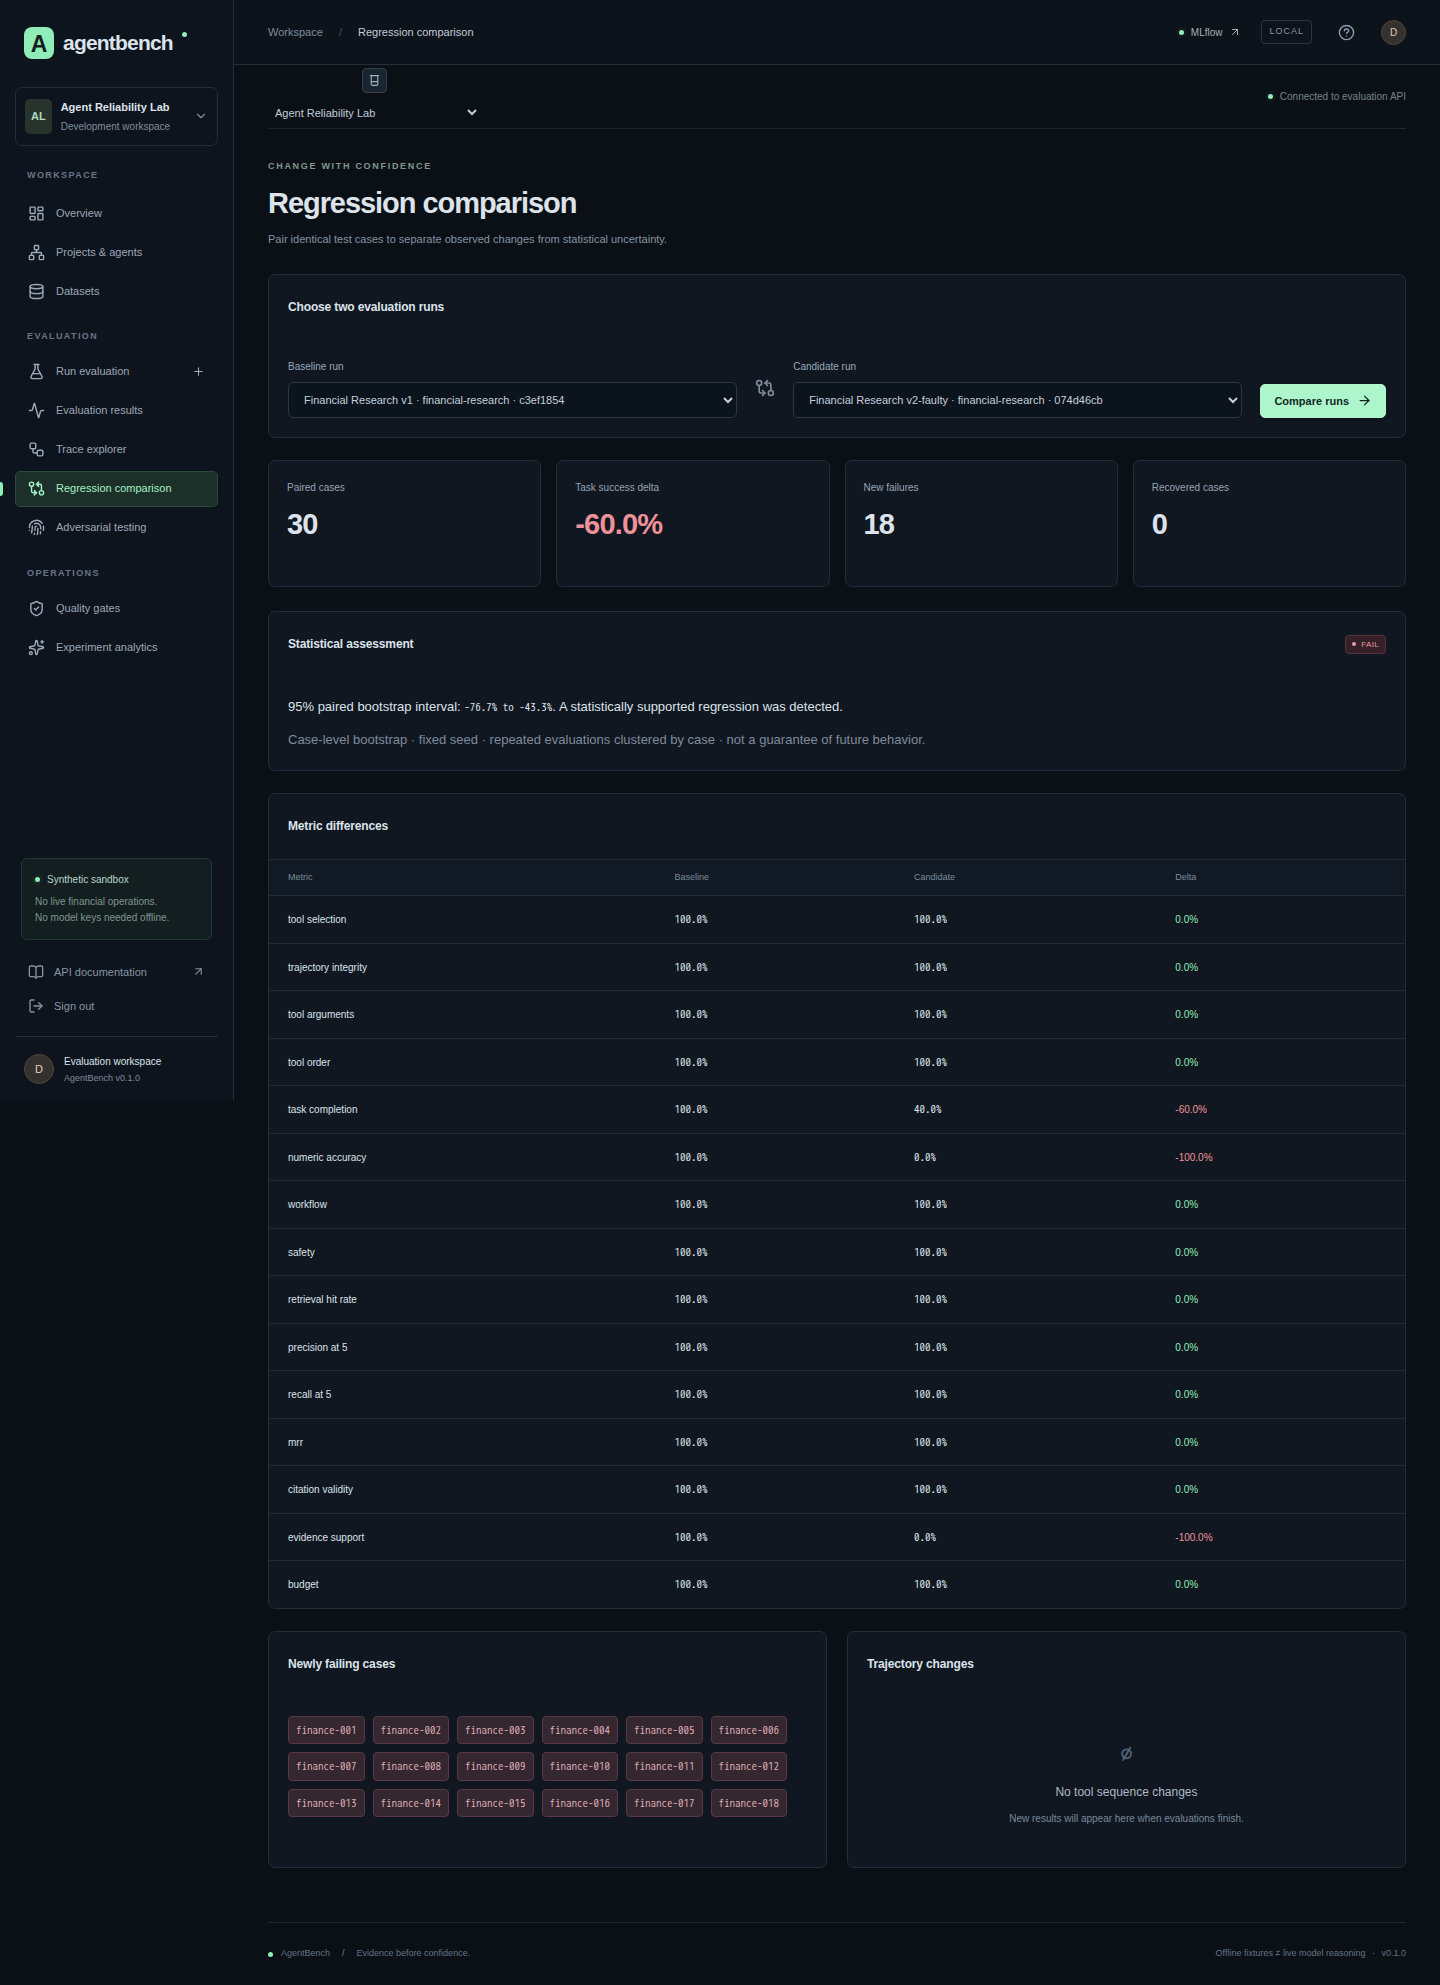 A agentbench
AL Agent Reliability Lab
Development workspace
WORKSPACE
Overview
Projects & agents
Datasets
EVALUATION
Run evaluation
Evaluation results
Trace explorer
Regression comparison
Adversarial testing
OPERATIONS
Quality gates
Experiment analytics
Synthetic sandbox
No live financial operations.
No model keys needed offline.
API documentation
Sign out
D Evaluation workspace
AgentBench v0.1.0
Workspace / Regression comparison
MLflow LOCAL D
Agent Reliability Lab
Connected to evaluation API
CHANGE WITH CONFIDENCE
Regression comparison
Pair identical test cases to separate observed changes from statistical uncertainty.
Choose two evaluation runs
Baseline run
Financial Research v1 · financial-research · c3ef1854
Candidate run
Financial Research v2-faulty · financial-research · 074d46cb
Compare runs
Paired cases
30
Task success delta
-60.0%
New failures
18
Recovered cases
0
Statistical assessment
FAIL
95% paired bootstrap interval: -76.7% to -43.3%. A statistically supported regression was detected.
Case-level bootstrap · fixed seed · repeated evaluations clustered by case · not a guarantee of future behavior.
Metric differences
Metric Baseline Candidate Delta
tool selection 100.0% 100.0% 0.0%
trajectory integrity 100.0% 100.0% 0.0%
tool arguments 100.0% 100.0% 0.0%
tool order 100.0% 100.0% 0.0%
task completion 100.0% 40.0% -60.0%
numeric accuracy 100.0% 0.0% -100.0%
workflow 100.0% 100.0% 0.0%
safety 100.0% 100.0% 0.0%
retrieval hit rate 100.0% 100.0% 0.0%
precision at 5 100.0% 100.0% 0.0%
recall at 5 100.0% 100.0% 0.0%
mrr 100.0% 100.0% 0.0%
citation validity 100.0% 100.0% 0.0%
evidence support 100.0% 0.0% -100.0%
budget 100.0% 100.0% 0.0%
Newly failing cases
finance-001 finance-002 finance-003 finance-004 finance-005 finance-006
finance-007 finance-008 finance-009 finance-010 finance-011 finance-012
finance-013 finance-014 finance-015 finance-016 finance-017 finance-018
Trajectory changes
∅
No tool sequence changes
New results will appear here when evaluations finish.
AgentBench / Evidence before confidence.
Offline fixtures ≠ live model reasoning · v0.1.0